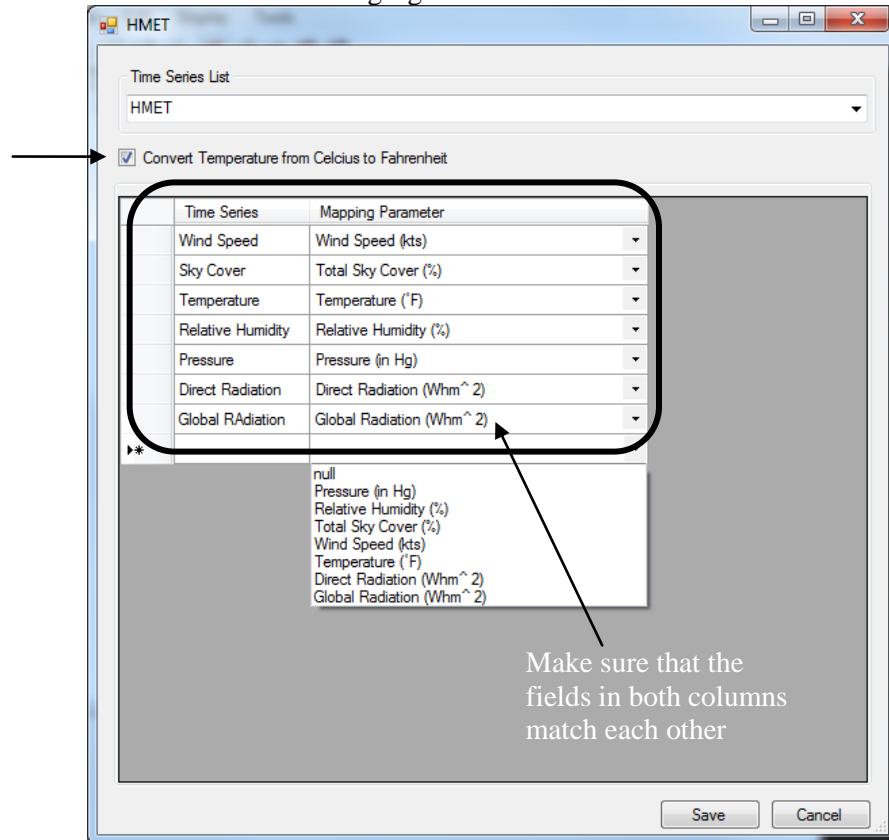 HMET
Time Series List
HMET
Convert Temperature from Celcius to Fahrenheit
Time Series Mapping Parameter
Wind Speed Wind Speed (kts)
Sky Cover Total Sky Cover (%)
Temperature Temperature (˚F)
Relative Humidity Relative Humidity (%)
Pressure Pressure (in Hg)
Direct Radiation Direct Radiation (Whm^ 2)
Global RAdiation Global Radiation (Whm^ 2)
null
Pressure (in Hg)
Relative Humidity (%)
Total Sky Cover (%)
Wind Speed (kts)
Temperature (˚F)
Direct Radiation (Whm^ 2)
Global Radiation (Whm^ 2)
Make sure that the
fields in both columns
match each other
Save Cancel